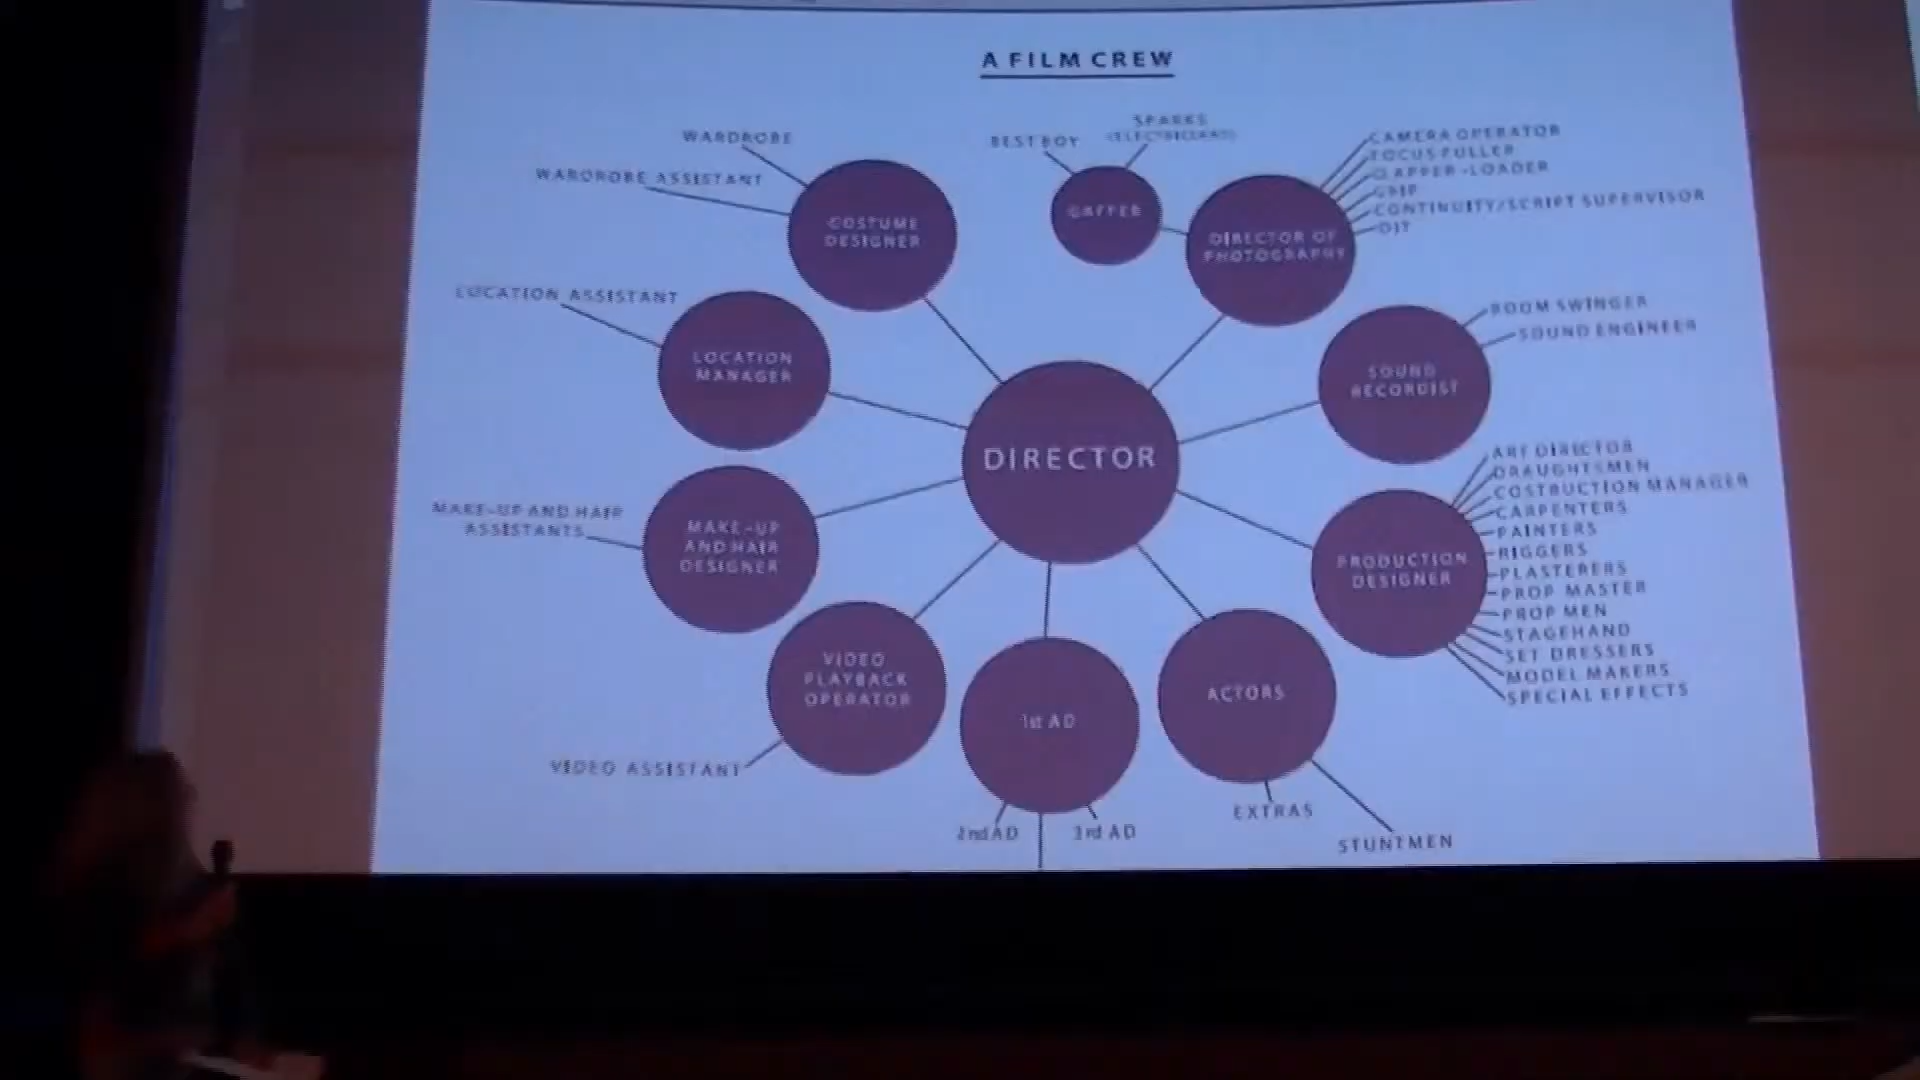 A FILM CREW
WARDROBE
WARDROBE ASSISTANT
COSTUME
DESIGNER
BEST BOY
SPARKS
(ELECTRICIANS)
GAFFER
DIRECTOR OF
PHOTOGRAPHY
CAMERA OPERATOR
FOCUS PULLER
CLAPPER-LOADER
GRIP
CONTINUITY/SCRIPT SUPERVISOR
DIT
LOCATION ASSISTANT
LOCATION
MANAGER
BOOM SWINGER
SOUND ENGINEER
SOUND
RECORDIST
DIRECTOR
MAKE-UP AND HAIR
ASSISTANTS
MAKE-UP
AND HAIR
DESIGNER
PRODUCTION
DESIGNER
ART DIRECTOR
DRAUGHTSMEN
COSTRUCTION MANAGER
CARPENTERS
PAINTERS
RIGGERS
PLASTERERS
PROP MASTER
PROP MEN
STAGEHAND
SET DRESSERS
MODEL MAKERS
SPECIAL EFFECTS
VIDEO
PLAYBACK
OPERATOR
VIDEO ASSISTANT
1st AD
2nd AD
3rd AD
ACTORS
EXTRAS
STUNTMEN